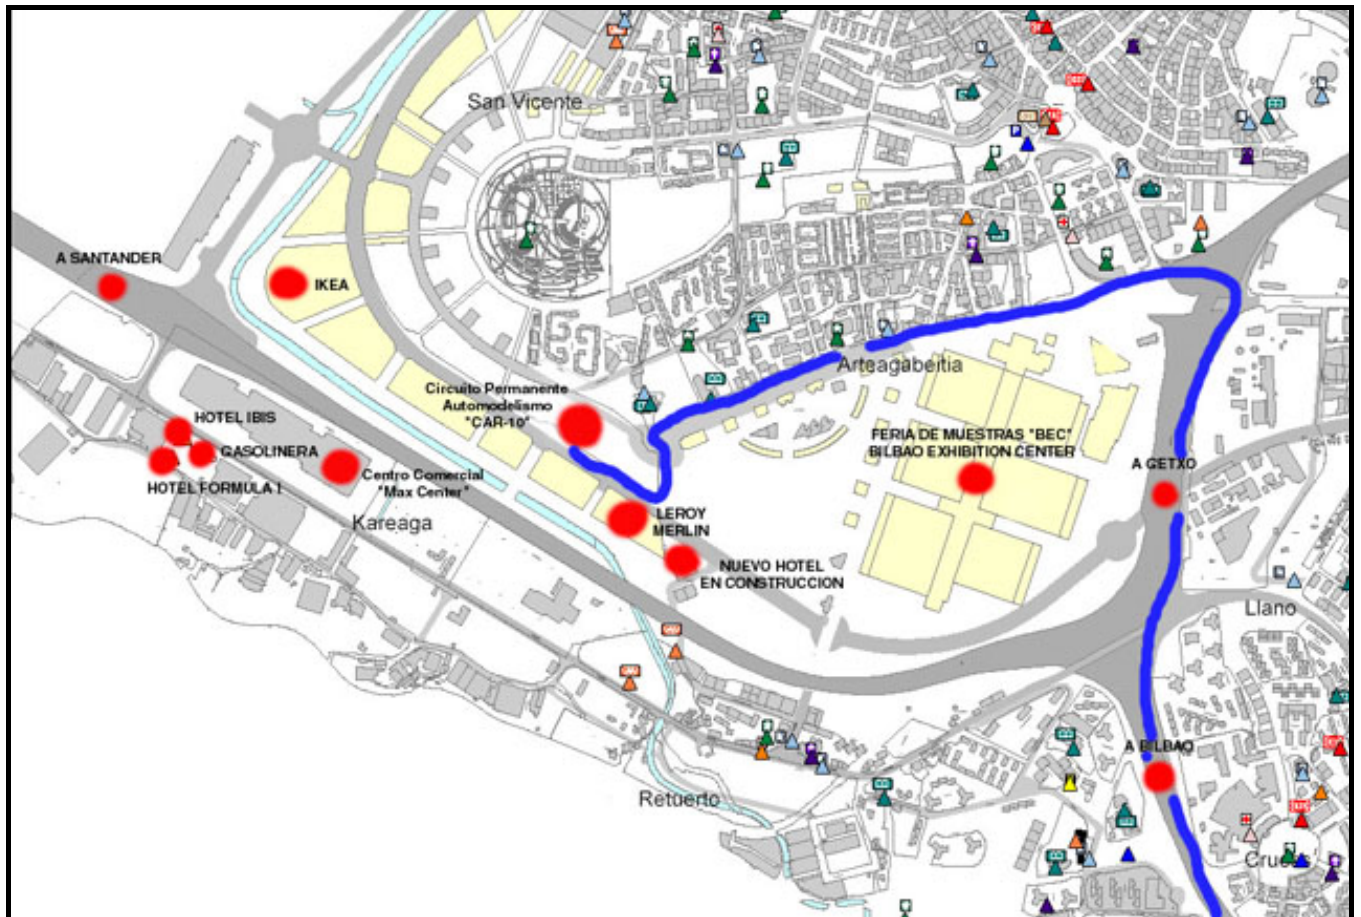 San Vicente
A SANTANDER
IKEA
Arteagabeitia
Circuito Permanente
Automodelismo
"CAR-10"
HOTEL IBIS
GASOLINERA
HOTEL FORMULA I
Centro Comercial
"Max Center"
FERIA DE MUESTRAS "BEC"
BILBAO EXHIBITION CENTER
A GETXO
Kareaga
LEROY
MERLIN
NUEVO HOTEL
EN CONSTRUCCION
Llano
A BILBAO
Retuerto
Cruces